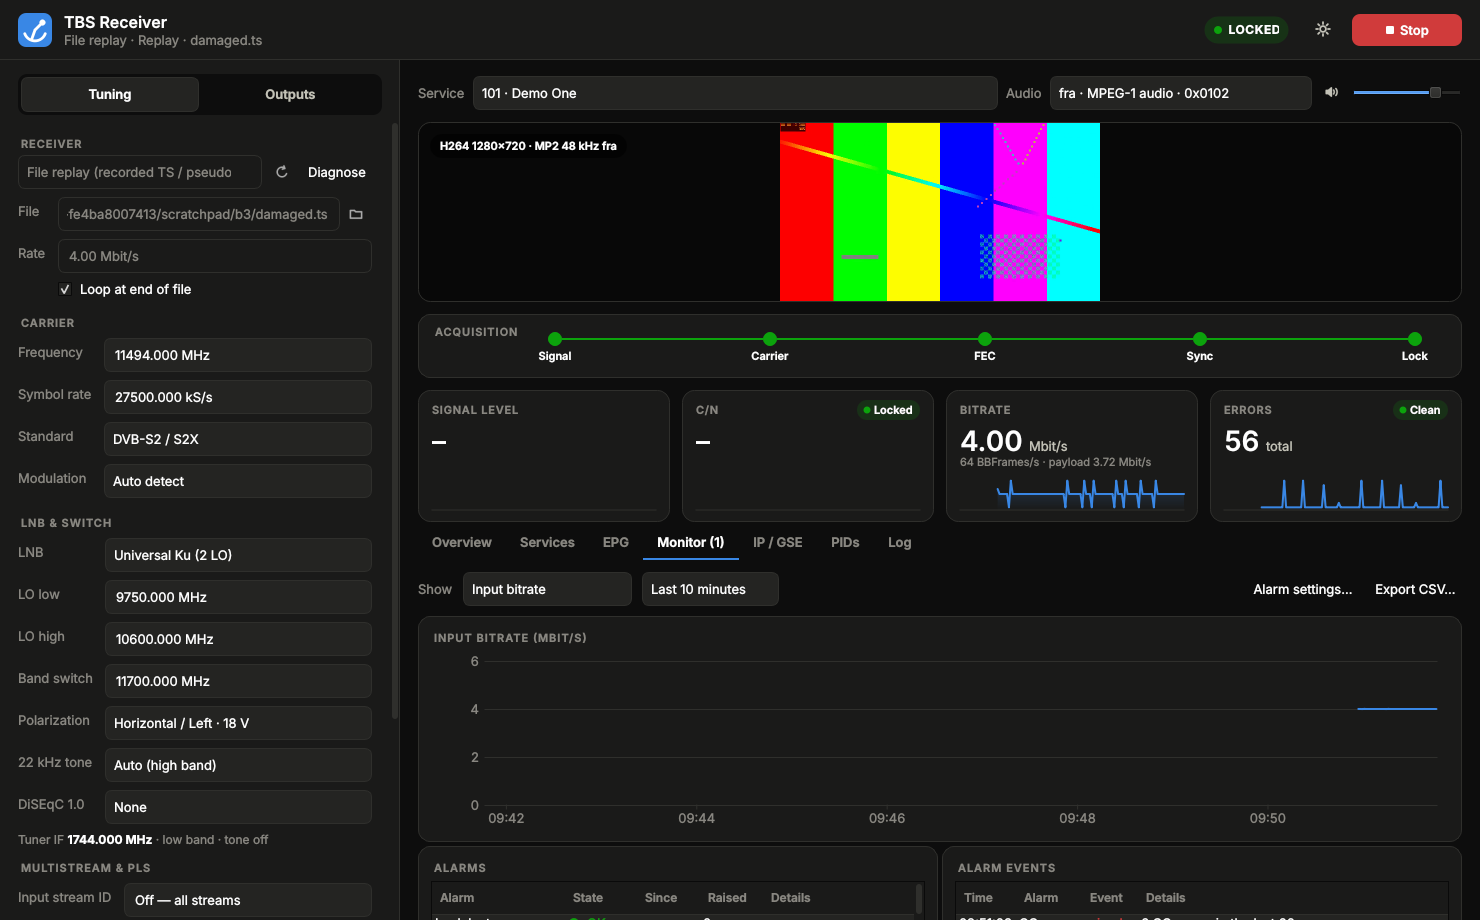 TBS Receiver
File replay · Replay · damaged.ts
LOCKED
Stop
Tuning
Outputs
RECEIVER
File replay (recorded TS / pseudo
Diagnose
File
fe4ba8007413/scratchpad/b3/damaged.ts
Rate
4.00 Mbit/s
Loop at end of file
CARRIER
Frequency
11494.000 MHz
Symbol rate
27500.000 kS/s
Standard
DVB-S2 / S2X
Modulation
Auto detect
LNB & SWITCH
LNB
Universal Ku (2 LO)
LO low
9750.000 MHz
LO high
10600.000 MHz
Band switch
11700.000 MHz
Polarization
Horizontal / Left · 18 V
22 kHz tone
Auto (high band)
DiSEqC 1.0
None
Tuner IF 1744.000 MHz · low band · tone off
MULTISTREAM & PLS
Input stream ID
Off — all streams
Service
101 · Demo One
Audio
fra · MPEG-1 audio · 0x0102
H264 1280×720 · MP2 48 kHz fra
ACQUISITION
Signal
Carrier
FEC
Sync
Lock
SIGNAL LEVEL
–
C/N
Locked
–
BITRATE
4.00 Mbit/s
64 BBFrames/s · payload 3.72 Mbit/s
ERRORS
Clean
56 total
Overview
Services
EPG
Monitor (1)
IP / GSE
PIDs
Log
Show
Input bitrate
Last 10 minutes
Alarm settings...
Export CSV...
INPUT BITRATE (MBIT/S)
6
4
2
0
09:42
09:44
09:46
09:48
09:50
ALARMS
Alarm
State
Since
Raised
Details
ALARM EVENTS
Time
Alarm
Event
Details